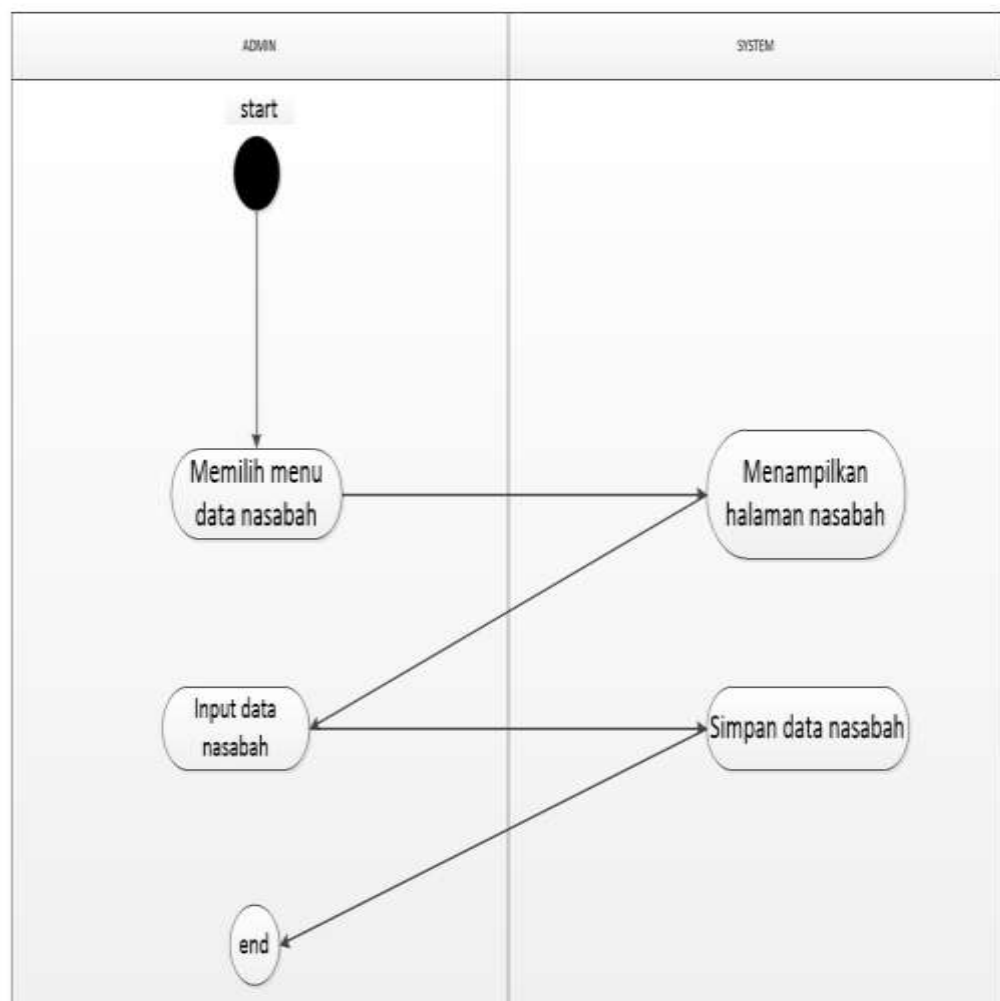 ADMIN
SYSTEM
start
Memilih menu
data nasabah
Menampilkan
halaman nasabah
Input data
nasabah
Simpan data nasabah
end